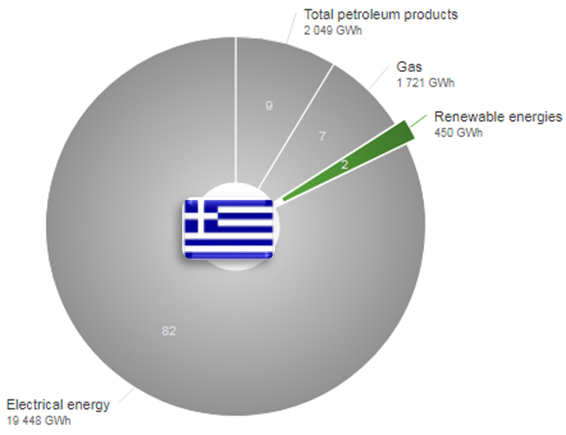 Total petroleum products
2 049 GWh
Gas
1 721 GWh
Renewable energies
450 GWh
9
7
2
82
Electrical energy
19 448 GWh